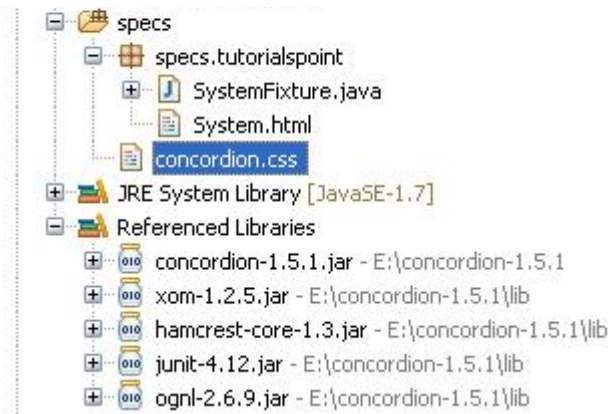 specs
specs.tutorialspoint
SystemFixture.java
System.html
concordion.css
JRE System Library [JavaSE-1.7]
Referenced Libraries
concordion-1.5.1.jar - E:\concordion-1.5.1
xom-1.2.5.jar - E:\concordion-1.5.1\lib
hamcrest-core-1.3.jar - E:\concordion-1.5.1\lib
junit-4.12.jar - E:\concordion-1.5.1\lib
ognl-2.6.9.jar - E:\concordion-1.5.1\lib